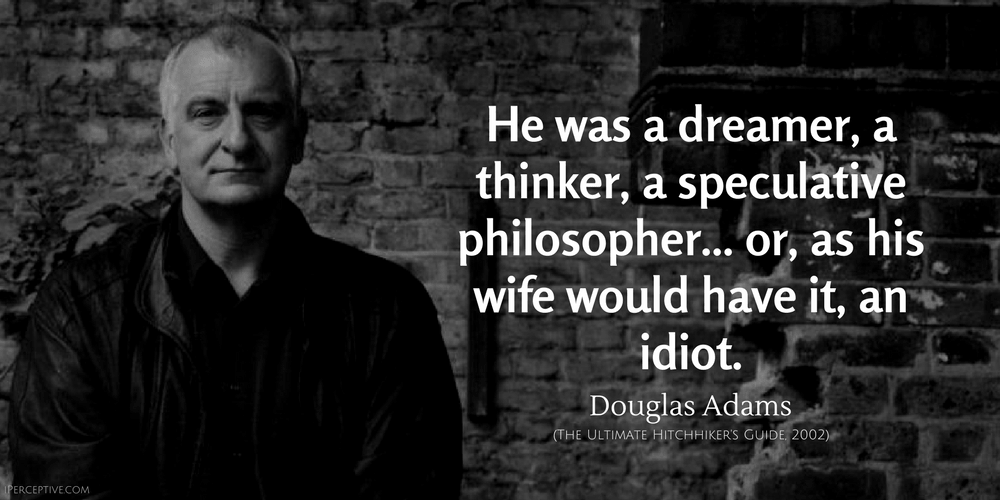 He was a dreamer, a
thinker, a speculative
philosopher... or, as his
wife would have it, an
idiot.
Douglas Adams
(The Ultimate Hitchhiker's Guide, 2002)
iPerceptive.com